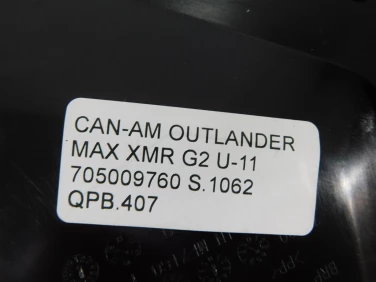 CAN-AM OUTLANDER
MAX XMR G2 U-11
705009760 S.1062
QPB.407